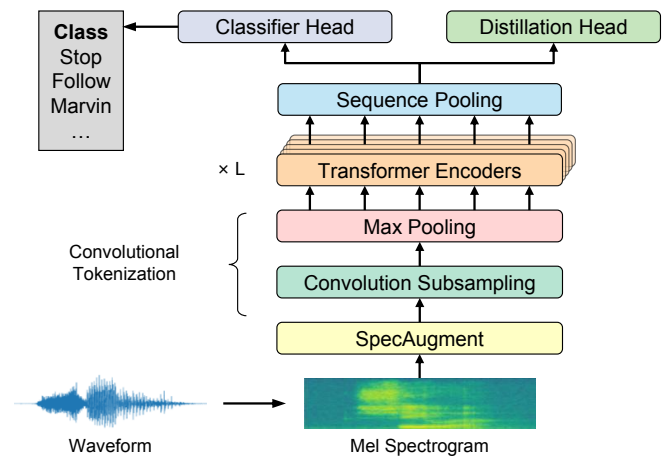 Class
Stop
Follow
Marvin
...
Classifier Head
Distillation Head
Sequence Pooling
× L
Transformer Encoders
Max Pooling
Convolutional
Tokenization
Convolution Subsampling
SpecAugment
Waveform
Mel Spectrogram